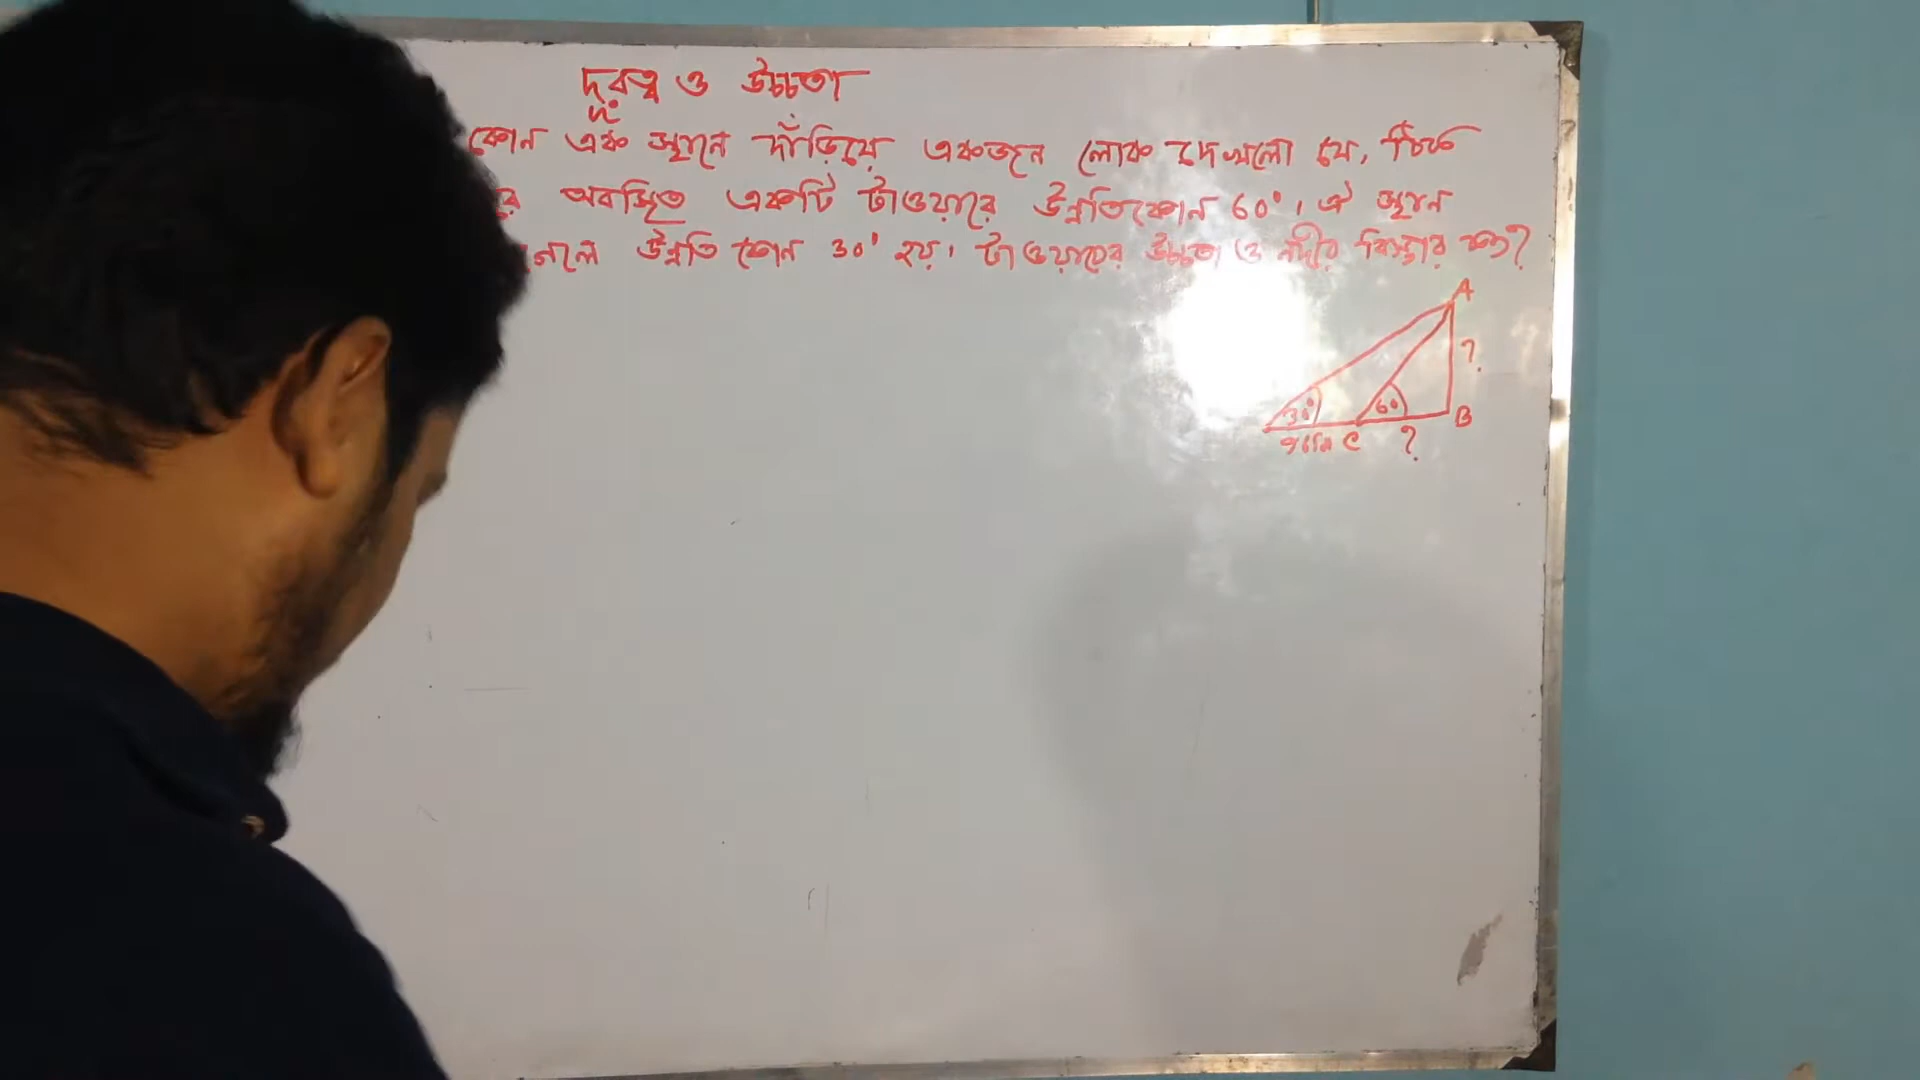 দূরত্ব ও উচ্চতা
কোন এক স্থানে দাঁড়িয়ে একজন লোক দেখলো যে, ঠিক
রে অবস্থিত একটি টাওয়ারে উন্নতিকোন 60°। ঐ স্থান
গেলে উন্নতি কোন 30° হয়। টাওয়ারের উচ্চতা ও নদীর বিস্তার কত?
A
?
30° 60 B
C ?